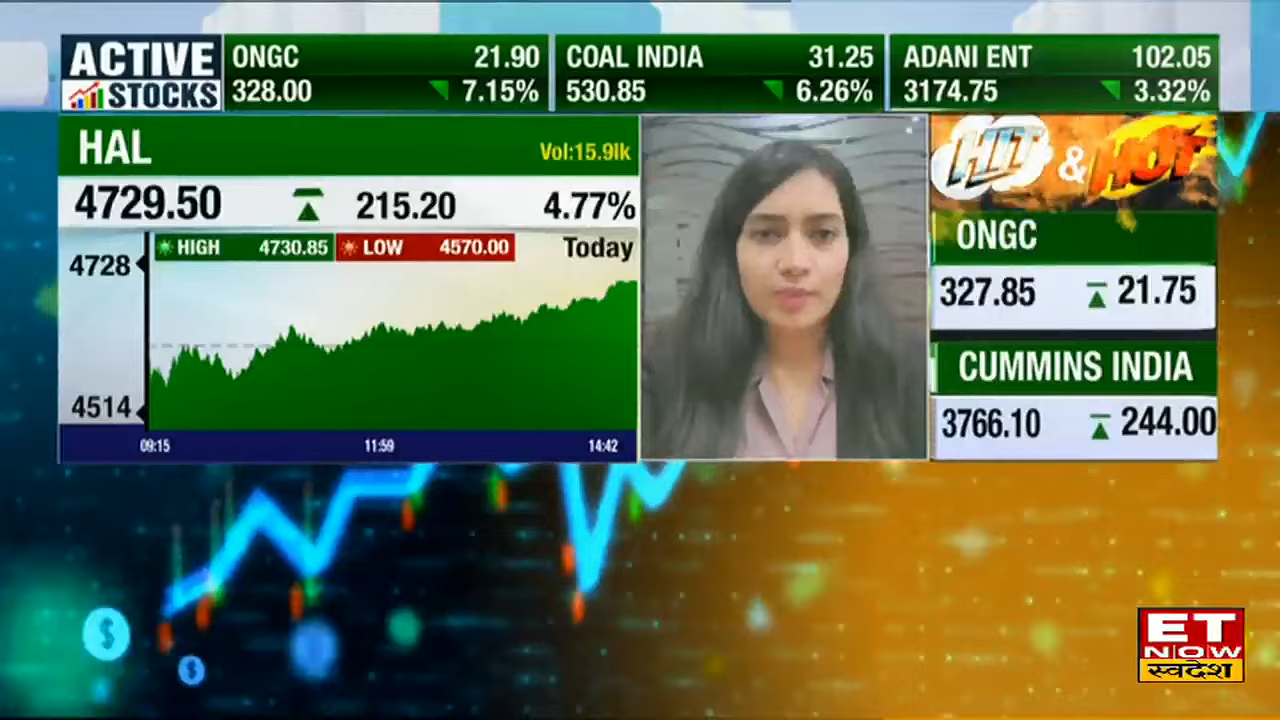 ACTIVE STOCKS
ONGC 21.90
328.00 7.15%
COAL INDIA 31.25
530.85 6.26%
ADANI ENT 102.05
3174.75 3.32%
HAL Vol:15.9lk
4729.50 215.20 4.77%
HIGH 4730.85 LOW 4570.00 Today
4728
4514
09:15 11:59 14:42
HIT & HOT
ONGC
327.85 21.75
CUMMINS INDIA
3766.10 244.00
ET
NOW
स्वदेश